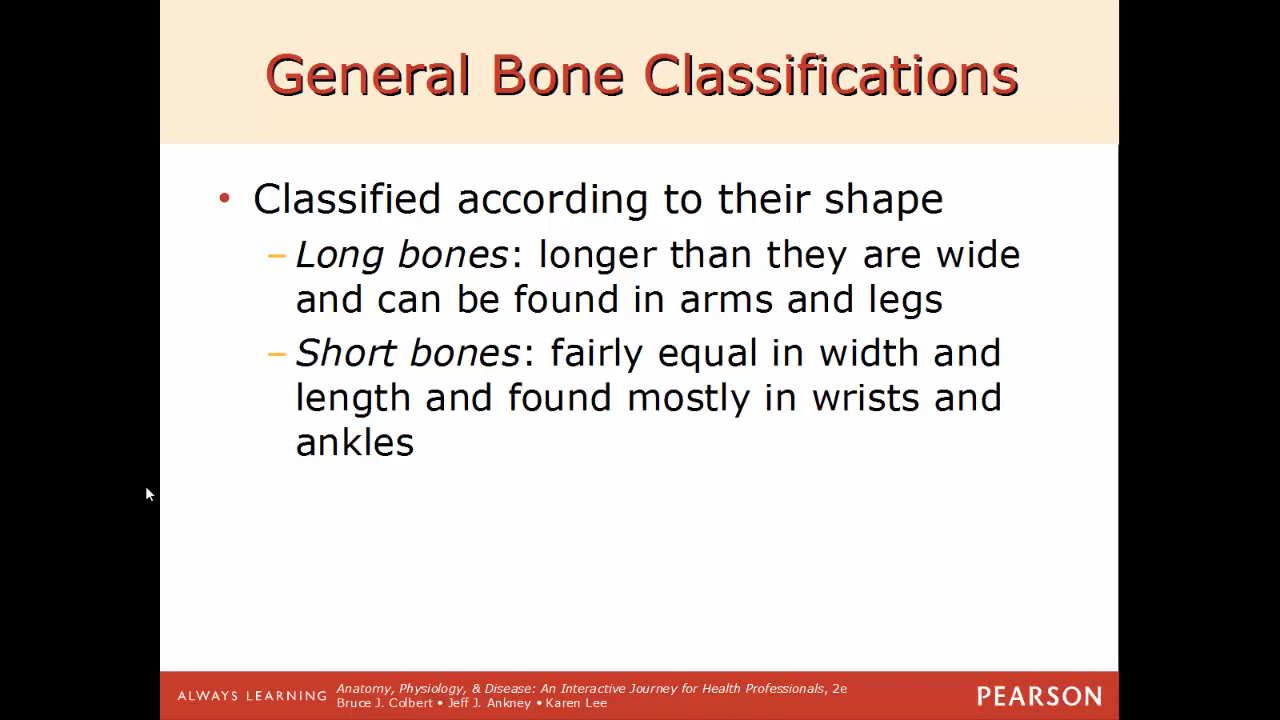 General Bone Classifications
• Classified according to their shape
– Long bones: longer than they are wide
and can be found in arms and legs
– Short bones: fairly equal in width and
length and found mostly in wrists and
ankles
ALWAYS LEARNING
Anatomy, Physiology, & Disease: An Interactive Journey for Health Professionals, 2e
Bruce J. Colbert • Jeff J. Ankney • Karen Lee
PEARSON